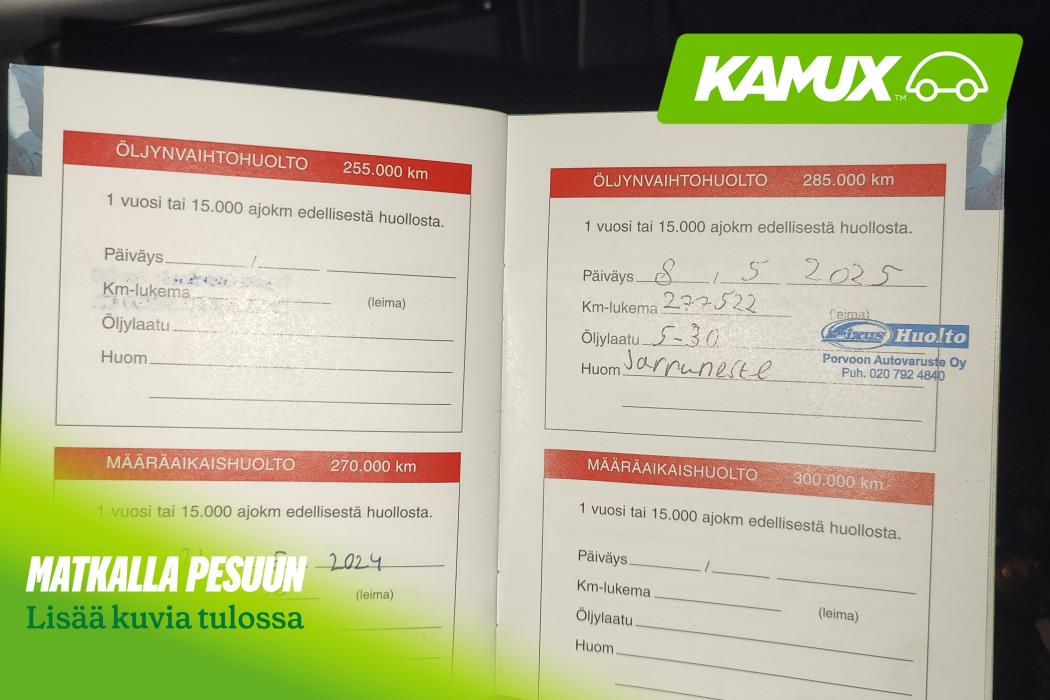 KAMUX™
ÖLJYNVAIHTOHUOLTO 255.000 km
1 vuosi tai 15.000 ajokm edellisestä huollosta.
Päiväys /
Km-lukema (leima)
Öljylaatu
Huom
MÄÄRÄAIKAISHUOLTO 270.000 km
1 vuosi tai 15.000 ajokm edellisestä huollosta.
2024
(leima)
MATKALLA PESUUN
Lisää kuvia tulossa
ÖLJYNVAIHTOHUOLTO 285.000 km
1 vuosi tai 15.000 ajokm edellisestä huollosta.
Päiväys 8 / 5 2025
Km-lukema 277522 (leima)
Öljylaatu 5-30
Huom Jarruneste
Fixus Huolto
Porvoon Autovaruste Oy
Puh. 020 792 4840
MÄÄRÄAIKAISHUOLTO 300.000 km
1 vuosi tai 15.000 ajokm edellisestä huollosta.
Päiväys /
Km-lukema (leima)
Öljylaatu
Huom